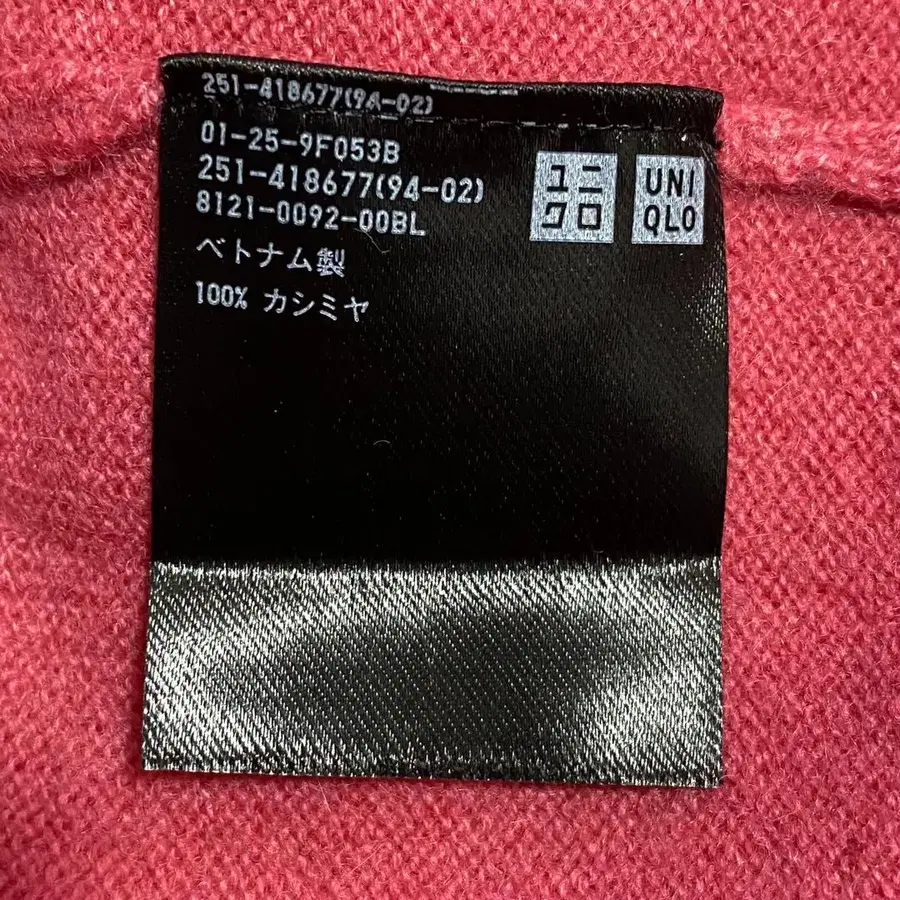 251-418677(94-02)
01-25-9F053B
251-418677(94-02)
8121-0092-00BL
ベトナム製
100% カシミヤ
ユニ
クロ
UNI
QLO